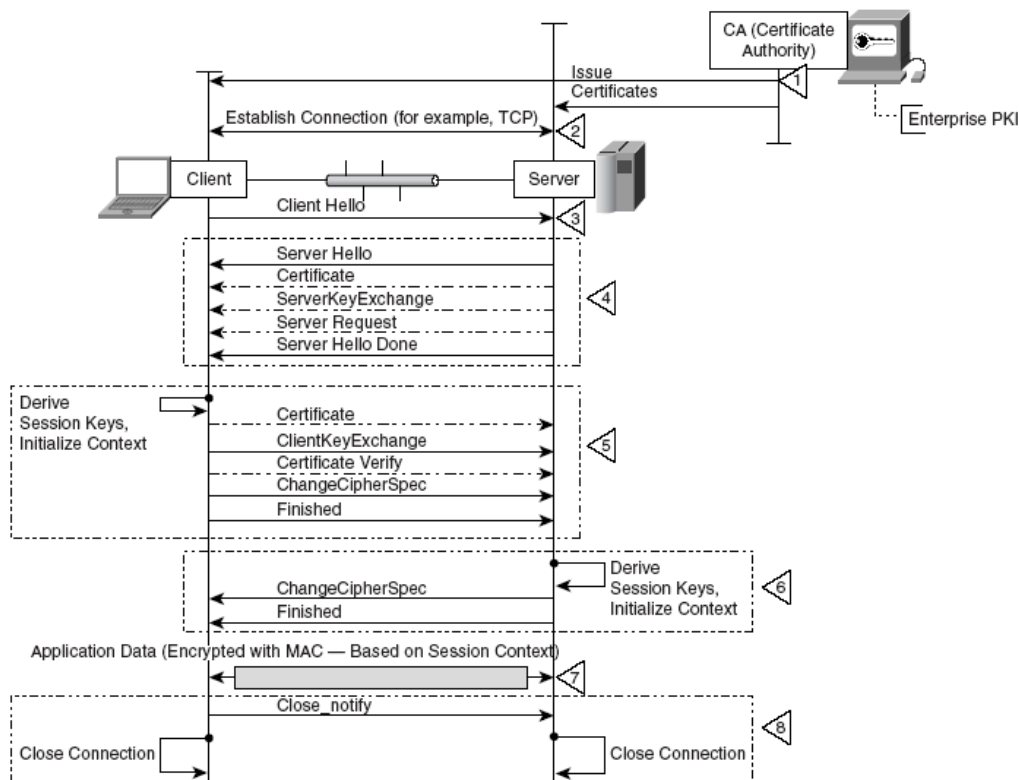 CA (Certificate
Authority)
Issue
1
Certificates
Enterprise PKI
Establish Connection (for example, TCP)
2
Client
Server
Client Hello
3
Server Hello
Certificate
ServerKeyExchange
4
Server Request
Server Hello Done
Derive
Session Keys,
Initialize Context
Certificate
ClientKeyExchange
5
Certificate Verify
ChangeCipherSpec
Finished
Derive
Session Keys,
Initialize Context
ChangeCipherSpec
6
Finished
Application Data (Encrypted with MAC — Based on Session Context)
7
Close_notify
8
Close Connection
Close Connection